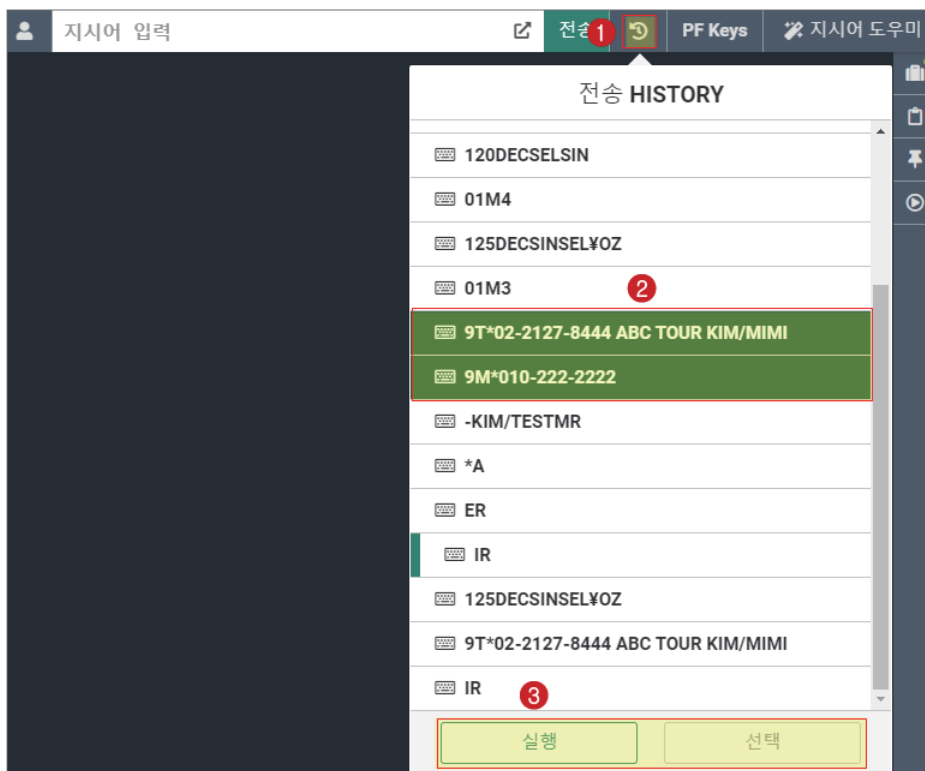 지시어 입력
전송 1 PF Keys 지시어 도우미
전송 HISTORY
120DECSELSIN
01M4
125DECSINSEL¥OZ
01M3 2
9T*02-2127-8444 ABC TOUR KIM/MIMI
9M*010-222-2222
-KIM/TESTMR
*A
ER
IR
125DECSINSEL¥OZ
9T*02-2127-8444 ABC TOUR KIM/MIMI
IR 3
실행 선택